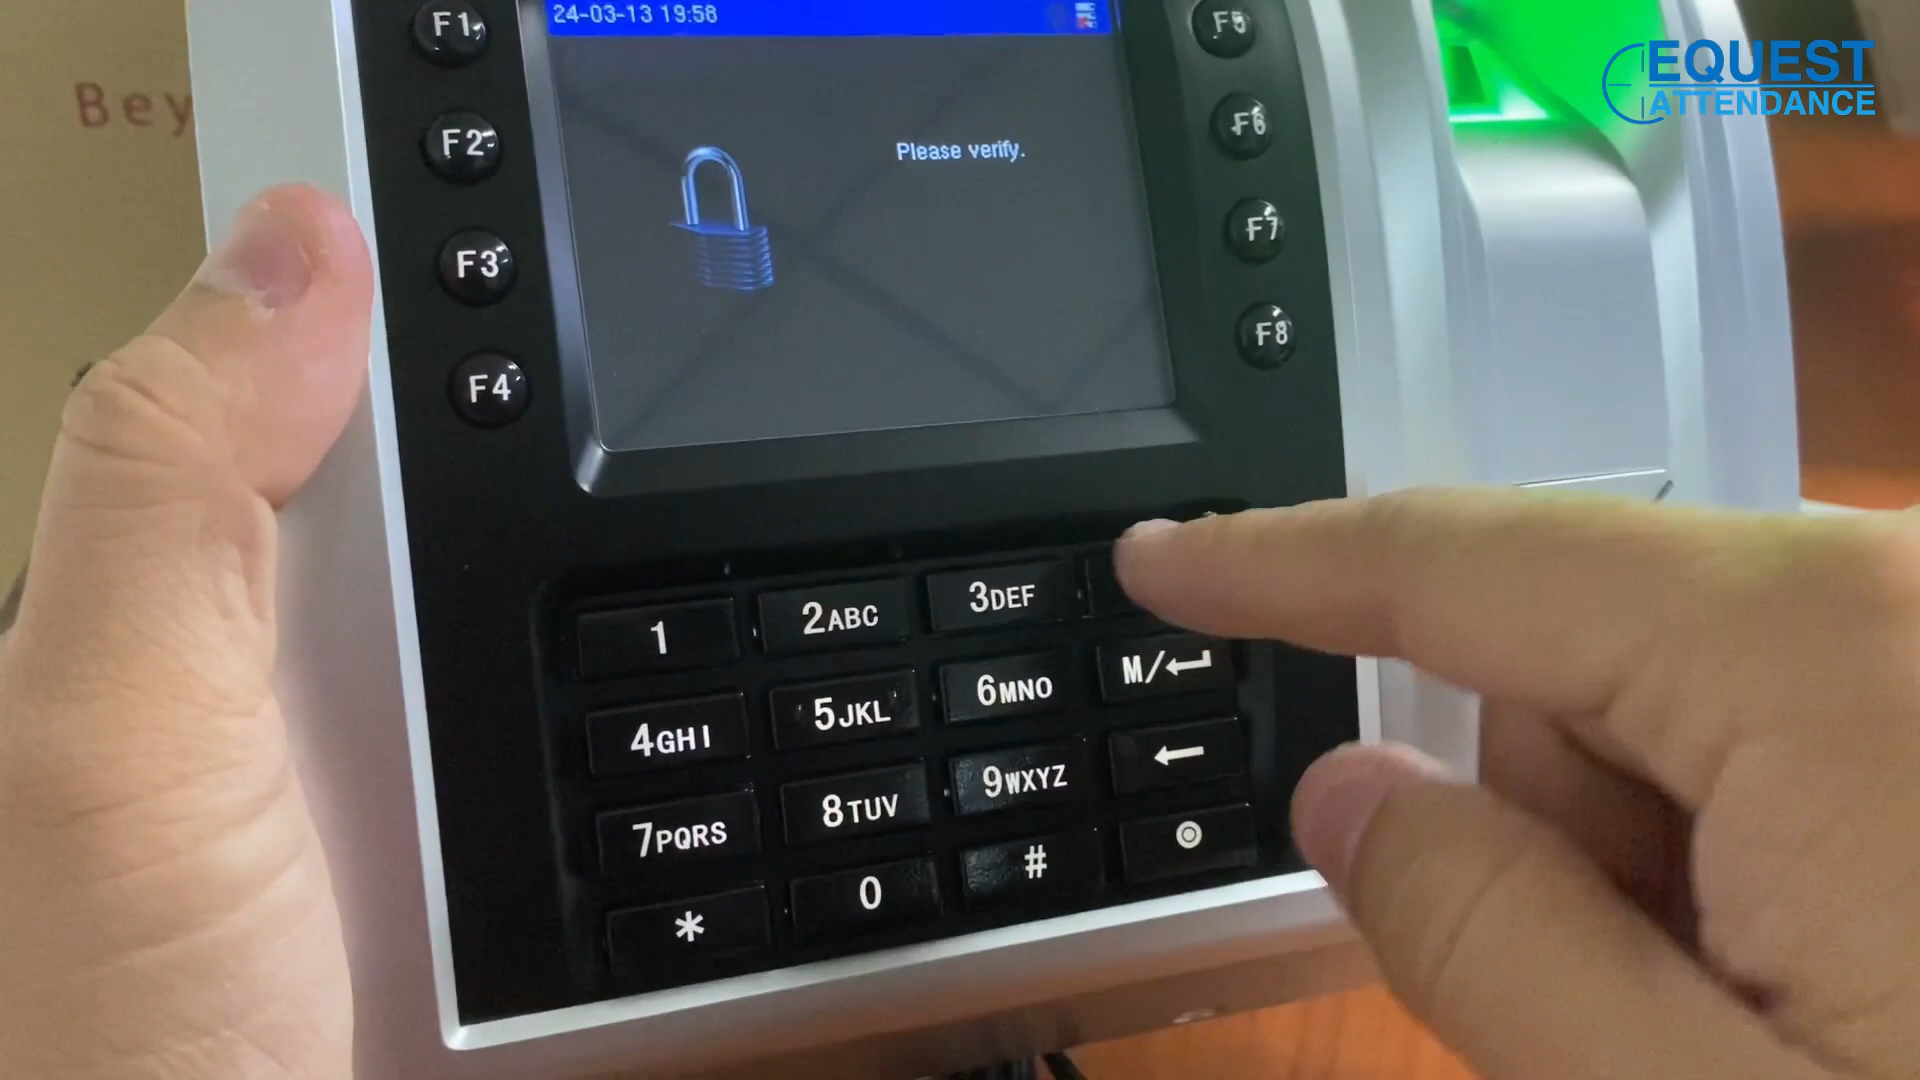 24-03-13 19:58
EQUEST
ATTENDANCE
Bey
Please verify.
F1
F2
F3
F4
F5
F6
F7
F8
1
2ABC
3DEF
4GHI
5JKL
6MNO
M/↵
7PQRS
8TUV
9WXYZ
←
*
0
#
◎